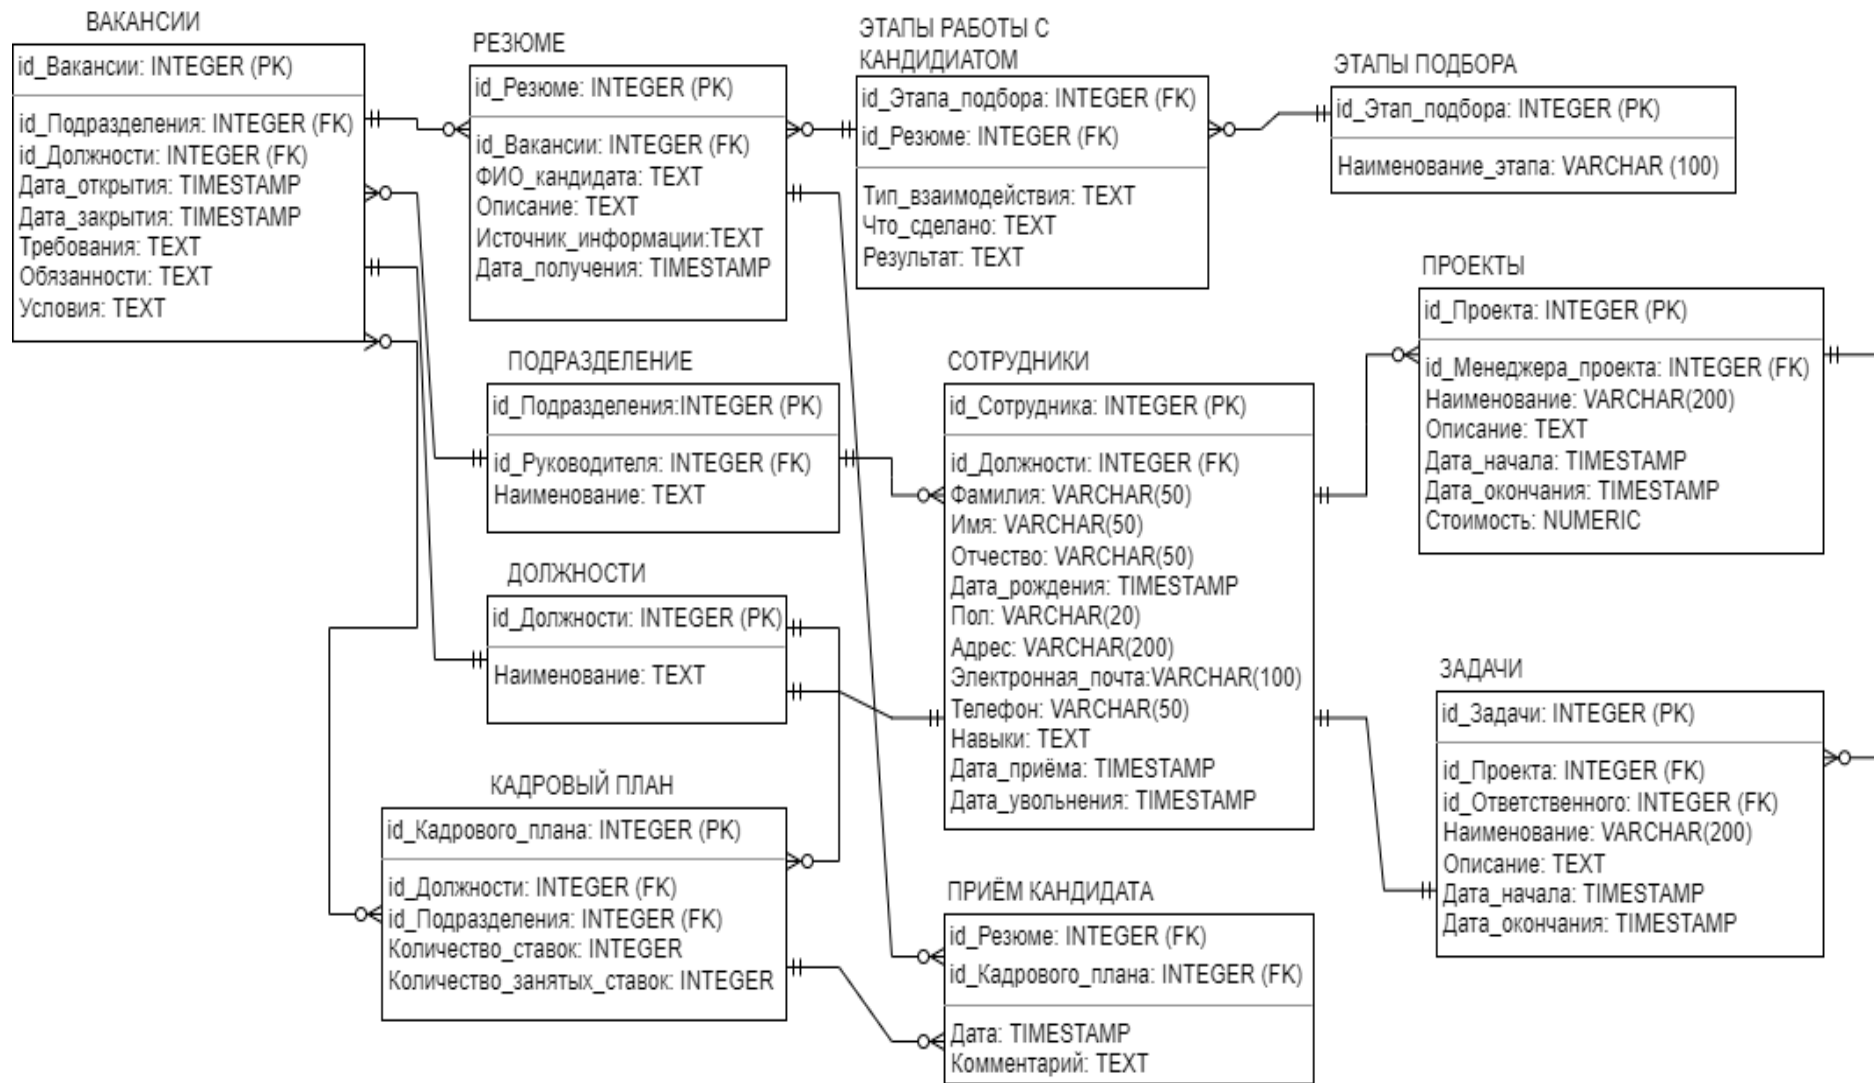 ВАКАНСИИ
id_Вакансии: INTEGER (PK)
id_Подразделения: INTEGER (FK)
id_Должности: INTEGER (FK)
Дата_открытия: TIMESTAMP
Дата_закрытия: TIMESTAMP
Требования: TEXT
Обязанности: TEXT
Условия: TEXT
РЕЗЮМЕ
id_Резюме: INTEGER (PK)
id_Вакансии: INTEGER (FK)
ФИО_кандидата: TEXT
Описание: TEXT
Источник_информации:TEXT
Дата_получения: TIMESTAMP
ЭТАПЫ РАБОТЫ С
КАНДИДИАТОМ
id_Этапа_подбора: INTEGER (FK)
id_Резюме: INTEGER (FK)
Тип_взаимодействия: TEXT
Что_сделано: TEXT
Результат: TEXT
ЭТАПЫ ПОДБОРА
id_Этап_подбора: INTEGER (PK)
Наименование_этапа: VARCHAR (100)
ПОДРАЗДЕЛЕНИЕ
id_Подразделения:INTEGER (PK)
id_Руководителя: INTEGER (FK)
Наименование: TEXT
СОТРУДНИКИ
id_Сотрудника: INTEGER (PK)
id_Должности: INTEGER (FK)
Фамилия: VARCHAR(50)
Имя: VARCHAR(50)
Отчество: VARCHAR(50)
Дата_рождения: TIMESTAMP
Пол: VARCHAR(20)
Адрес: VARCHAR(200)
Электронная_почта:VARCHAR(100)
Телефон: VARCHAR(50)
Навыки: TEXT
Дата_приёма: TIMESTAMP
Дата_увольнения: TIMESTAMP
ПРОЕКТЫ
id_Проекта: INTEGER (PK)
id_Менеджера_проекта: INTEGER (FK)
Наименование: VARCHAR(200)
Описание: TEXT
Дата_начала: TIMESTAMP
Дата_окончания: TIMESTAMP
Стоимость: NUMERIC
ДОЛЖНОСТИ
id_Должности: INTEGER (PK)
Наименование: TEXT
ЗАДАЧИ
id_Задачи: INTEGER (PK)
id_Проекта: INTEGER (FK)
id_Ответственного: INTEGER (FK)
Наименование: VARCHAR(200)
Описание: TEXT
Дата_начала: TIMESTAMP
Дата_окончания: TIMESTAMP
КАДРОВЫЙ ПЛАН
id_Кадрового_плана: INTEGER (PK)
id_Должности: INTEGER (FK)
id_Подразделения: INTEGER (FK)
Количество_ставок: INTEGER
Количество_занятых_ставок: INTEGER
ПРИЁМ КАНДИДАТА
id_Резюме: INTEGER (FK)
id_Кадрового_плана: INTEGER (FK)
Дата: TIMESTAMP
Комментарий: TEXT